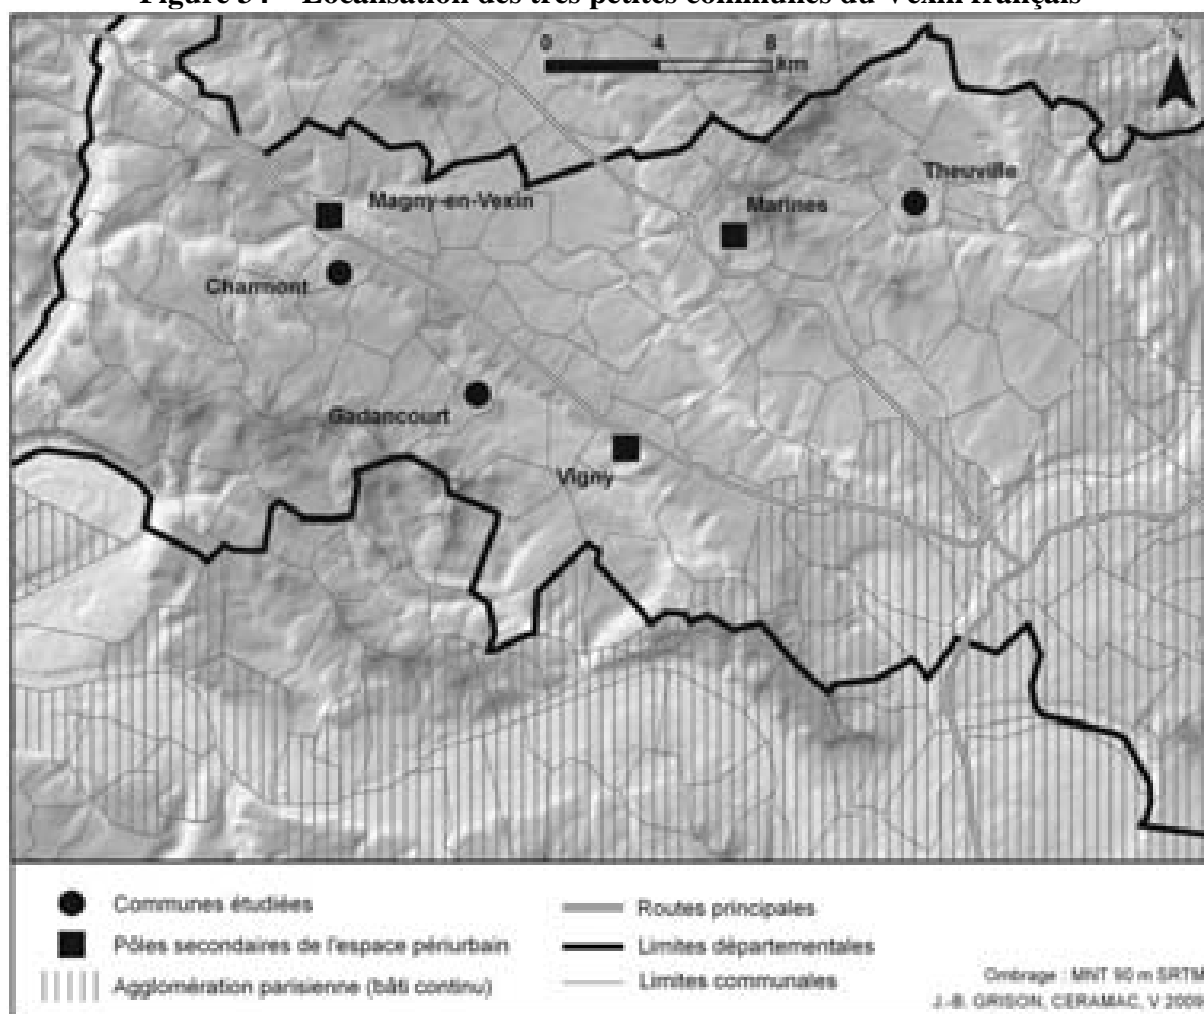 Figure 54 – Localisation des très petites communes du Vexin français
0 4 8 km
Theuville
Magny-en-Vexin
Marines
Charmont
Gadancourt
Vigny
Communes étudiées
Pôles secondaires de l'espace périurbain
Agglomération parisienne (bâti continu)
Routes principales
Limites départementales
Limites communales
Ombrage : MNT 90 m SRTM
J.-B. GRISON, CERAMAC, V 2009